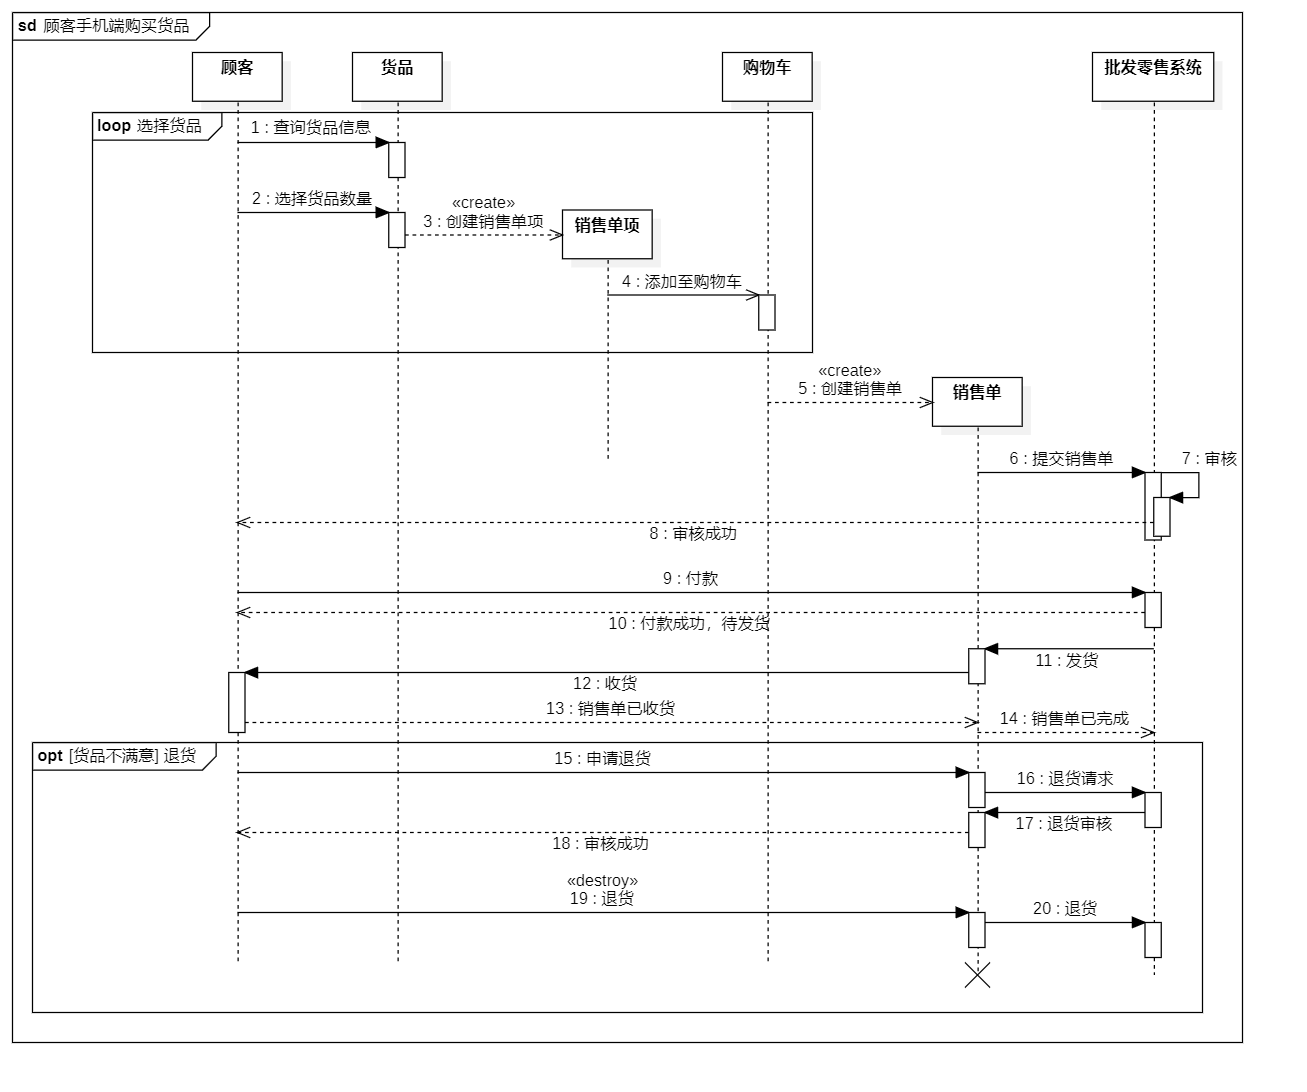 sd 顾客手机端购买货品
顾客
货品
购物车
批发零售系统
loop 选择货品
1 : 查询货品信息
2 : 选择货品数量
«create»
3 : 创建销售单项
销售单项
4 : 添加至购物车
«create»
5 : 创建销售单
销售单
6 : 提交销售单
7 : 审核
8 : 审核成功
9 : 付款
10 : 付款成功，待发货
11 : 发货
12 : 收货
13 : 销售单已收货
14 : 销售单已完成
opt [货品不满意] 退货
15 : 申请退货
16 : 退货请求
17 : 退货审核
18 : 审核成功
«destroy»
19 : 退货
20 : 退货